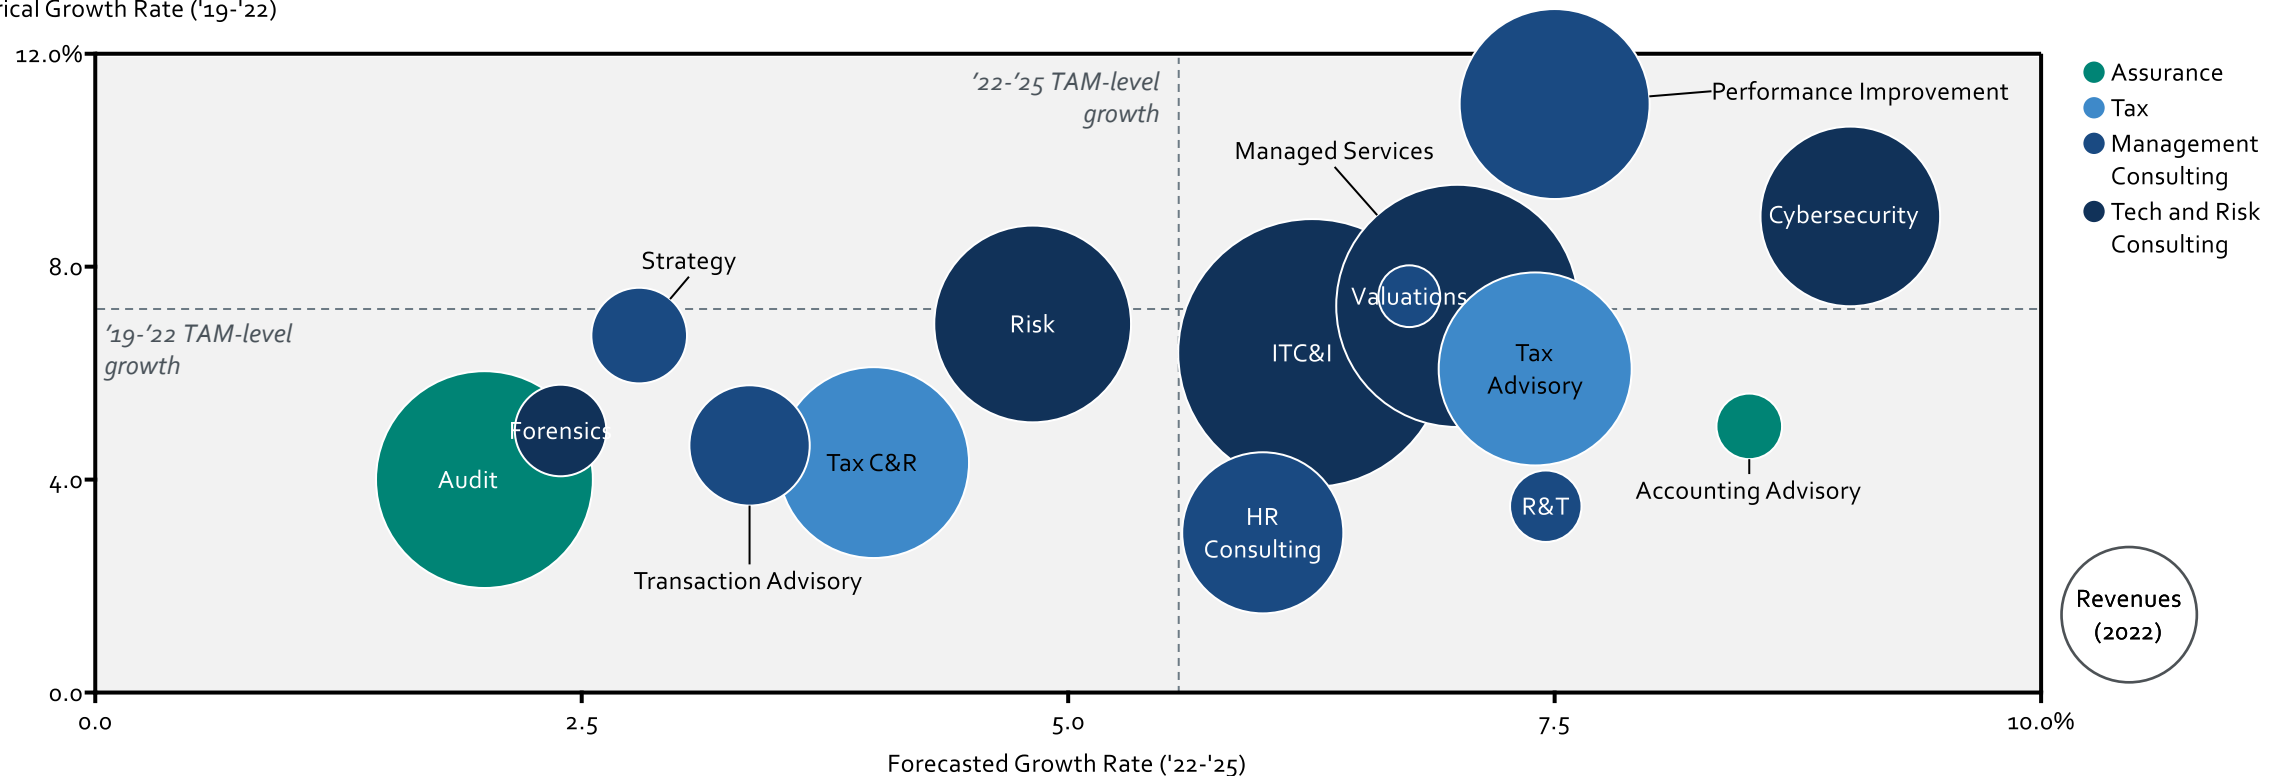 rical Growth Rate ('19-'22)
12.0%
8.0
4.0
0.0
'22-'25 TAM-level
growth
'19-'22 TAM-level
growth
Performance Improvement
Managed Services
Cybersecurity
Strategy
Valuations
Risk
ITC&I
Tax
Advisory
Forensics
Audit
Tax C&R
Accounting Advisory
R&T
HR
Consulting
Transaction Advisory
0.0 2.5 5.0 7.5 10.0%
Forecasted Growth Rate ('22-'25)
Assurance
Tax
Management
Consulting
Tech and Risk
Consulting
Revenues
(2022)